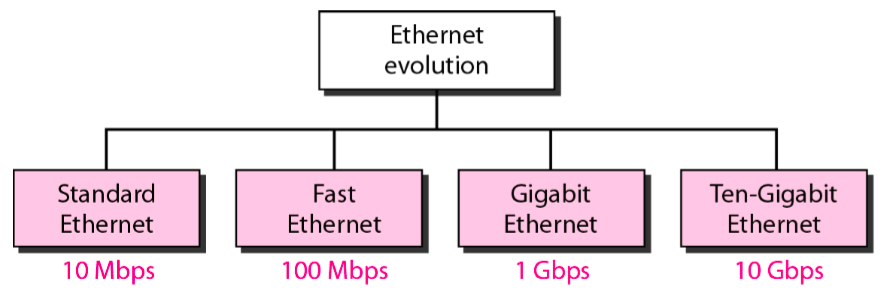 Ethernet
evolution
Standard
Ethernet
Fast
Ethernet
Gigabit
Ethernet
Ten-Gigabit
Ethernet
10 Mbps
100 Mbps
1 Gbps
10 Gbps